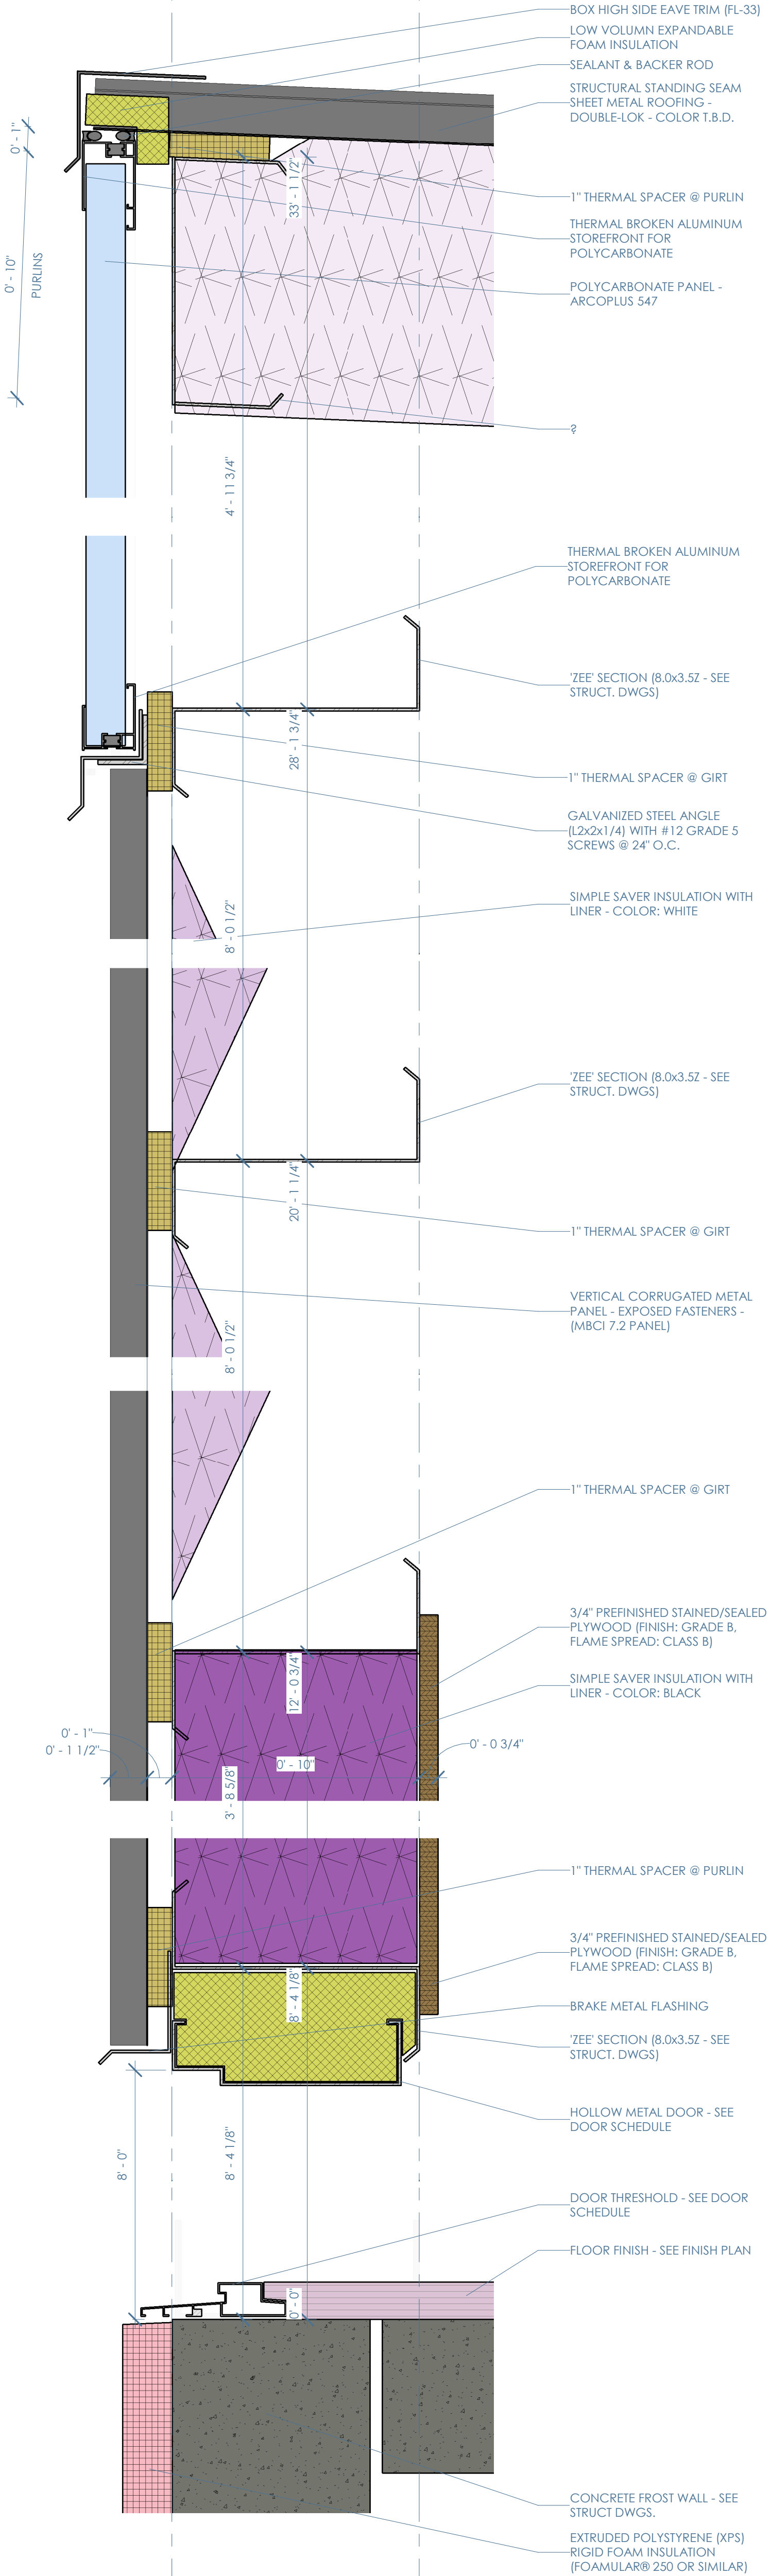 BOX HIGH SIDE EAVE TRIM (FL-33)
LOW VOLUMN EXPANDABLE
FOAM INSULATION
SEALANT & BACKER ROD
STRUCTURAL STANDING SEAM
SHEET METAL ROOFING -
DOUBLE-LOK - COLOR T.B.D.
0' - 1"
33' - 1 1/2"
1" THERMAL SPACER @ PURLIN
THERMAL BROKEN ALUMINUM
STOREFRONT FOR
POLYCARBONATE
0' - 10"
PURLINS
POLYCARBONATE PANEL -
ARCOPLUS 547
?
4' - 11 3/4"
THERMAL BROKEN ALUMINUM
STOREFRONT FOR
POLYCARBONATE
'ZEE' SECTION (8.0x3.5Z - SEE
STRUCT. DWGS)
28' - 1 3/4"
1" THERMAL SPACER @ GIRT
GALVANIZED STEEL ANGLE
(L2x2x1/4) WITH #12 GRADE 5
SCREWS @ 24" O.C.
SIMPLE SAVER INSULATION WITH
LINER - COLOR: WHITE
8' - 0 1/2"
'ZEE' SECTION (8.0x3.5Z - SEE
STRUCT. DWGS)
20' - 1 1/4"
1" THERMAL SPACER @ GIRT
VERTICAL CORRUGATED METAL
PANEL - EXPOSED FASTENERS -
(MBCI 7.2 PANEL)
8' - 0 1/2"
1" THERMAL SPACER @ GIRT
3/4" PREFINISHED STAINED/SEALED
PLYWOOD (FINISH: GRADE B,
FLAME SPREAD: CLASS B)
12' - 0 3/4"
SIMPLE SAVER INSULATION WITH
LINER - COLOR: BLACK
0' - 1"
0' - 1 1/2"
0' - 10"
0' - 0 3/4"
3' - 8 5/8"
1" THERMAL SPACER @ PURLIN
3/4" PREFINISHED STAINED/SEALED
PLYWOOD (FINISH: GRADE B,
FLAME SPREAD: CLASS B)
8' - 4 1/8"
BRAKE METAL FLASHING
'ZEE' SECTION (8.0x3.5Z - SEE
STRUCT. DWGS)
HOLLOW METAL DOOR - SEE
DOOR SCHEDULE
8' - 0"
8' - 4 1/8"
DOOR THRESHOLD - SEE DOOR
SCHEDULE
FLOOR FINISH - SEE FINISH PLAN
0' - 0"
CONCRETE FROST WALL - SEE
STRUCT DWGS.
EXTRUDED POLYSTYRENE (XPS)
RIGID FOAM INSULATION
(FOAMULAR® 250 OR SIMILAR)